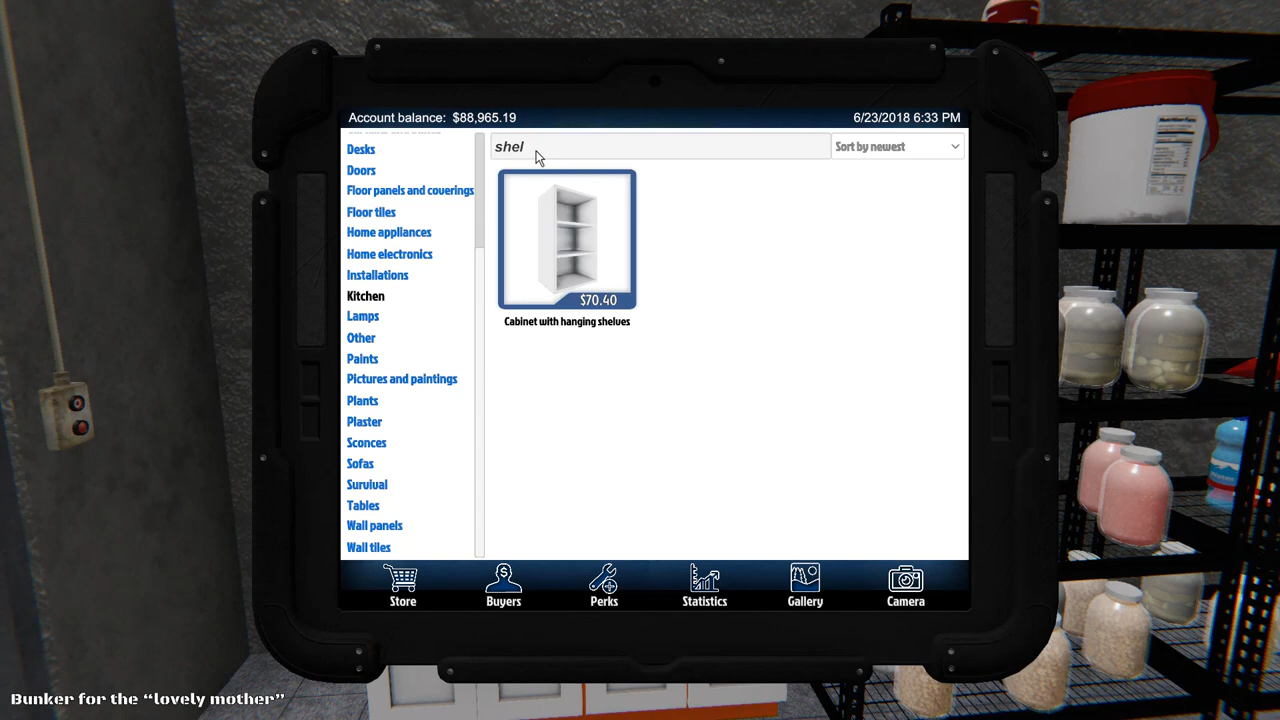 Account balance: $88,965.19
6/23/2018 6:33 PM
shel
Sort by newest
Desks
Doors
Floor panels and coverings
Floor tiles
Home appliances
Home electronics
Installations
Kitchen
Lamps
Other
Paints
Pictures and paintings
Plants
Plaster
Sconces
Sofas
Survival
Tables
Wall panels
Wall tiles
$70.40
Cabinet with hanging shelves
Store
Buyers
Perks
Statistics
Gallery
Camera
Nutrition Facts
Bunker for the “lovely mother”